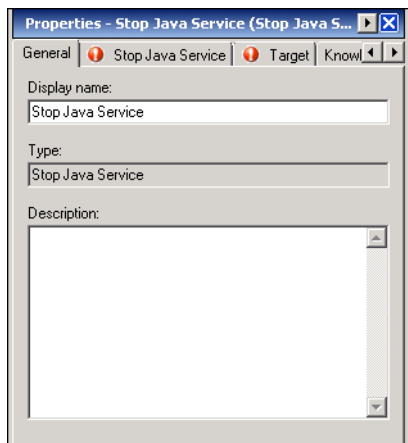 Properties - Stop Java Service (Stop Java S...
General Stop Java Service Target Knowl
Display name:
Stop Java Service
Type:
Stop Java Service
Description: